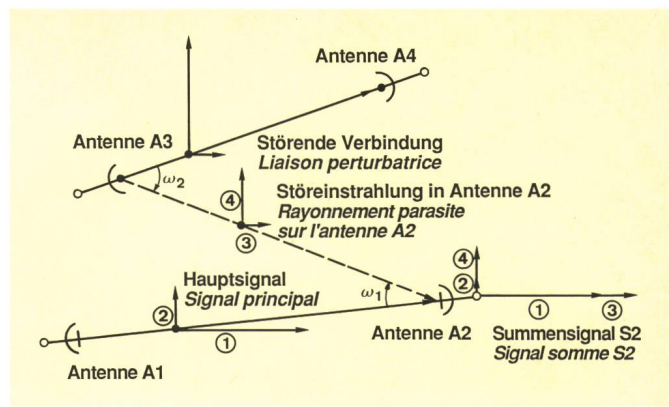 Antenne A4
Antenne A3
Störende Verbindung
Liaison perturbatrice
ω2
④
Störeinstrahlung in Antenne A2
Rayonnement parasite
sur l'antenne A2
③
Hauptsignal
Signal principal
②
①
ω1
④
②
①
③
Antenne A2
Summensignal S2
Signal somme S2
Antenne A1